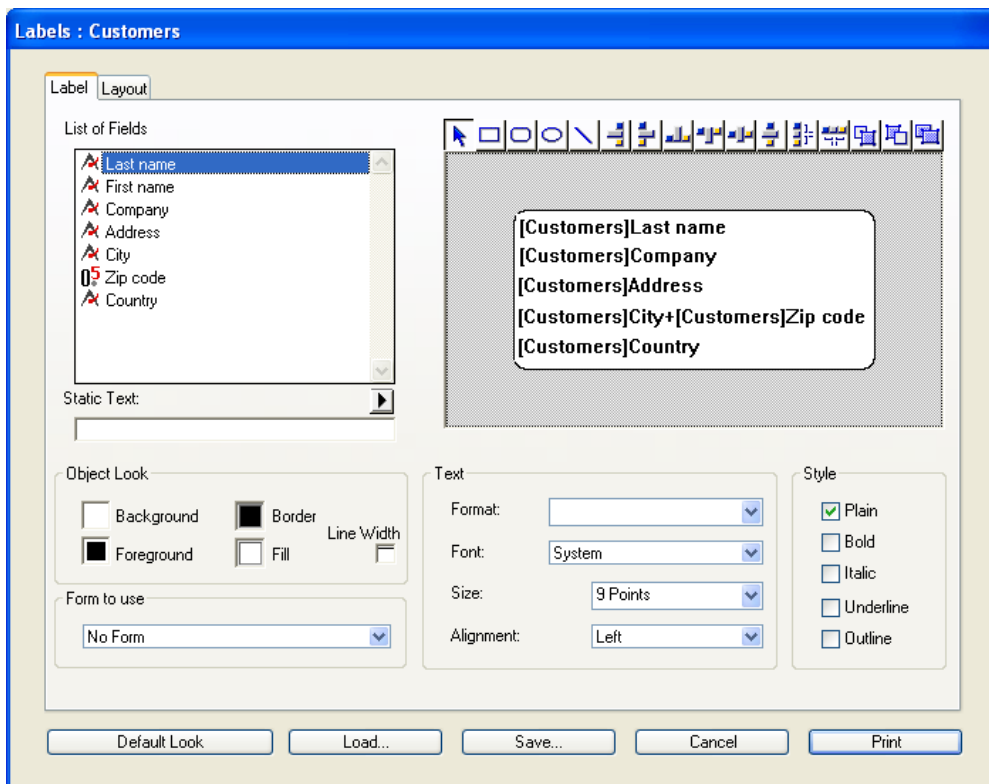 Labels : Customers
Label Layout
List of Fields
Last name
First name
Company
Address
City
Zip code
Country
Static Text:
[Customers]Last name
[Customers]Company
[Customers]Address
[Customers]City+[Customers]Zip code
[Customers]Country
Object Look
Background Border
Line Width
Foreground Fill
Form to use
No Form
Text
Format:
Font: System
Size: 9 Points
Alignment: Left
Style
Plain
Bold
Italic
Underline
Outline
Default Look Load... Save... Cancel Print